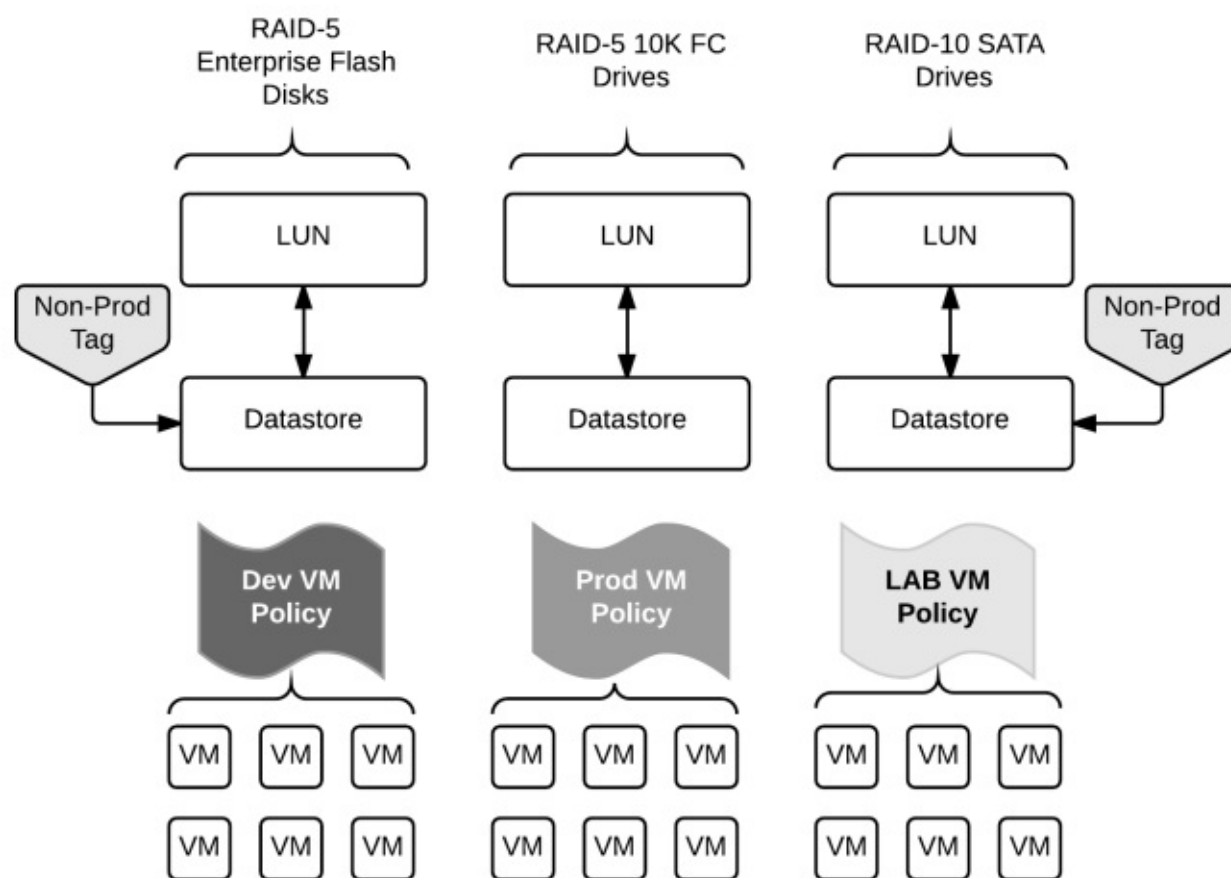 RAID-5
Enterprise Flash
Disks
RAID-5 10K FC
Drives
RAID-10 SATA
Drives
LUN
LUN
LUN
Non-Prod
Tag
Non-Prod
Tag
Datastore
Datastore
Datastore
Dev VM
Policy
Prod VM
Policy
LAB VM
Policy
VM VM VM VM VM VM VM VM VM
VM VM VM VM VM VM VM VM VM